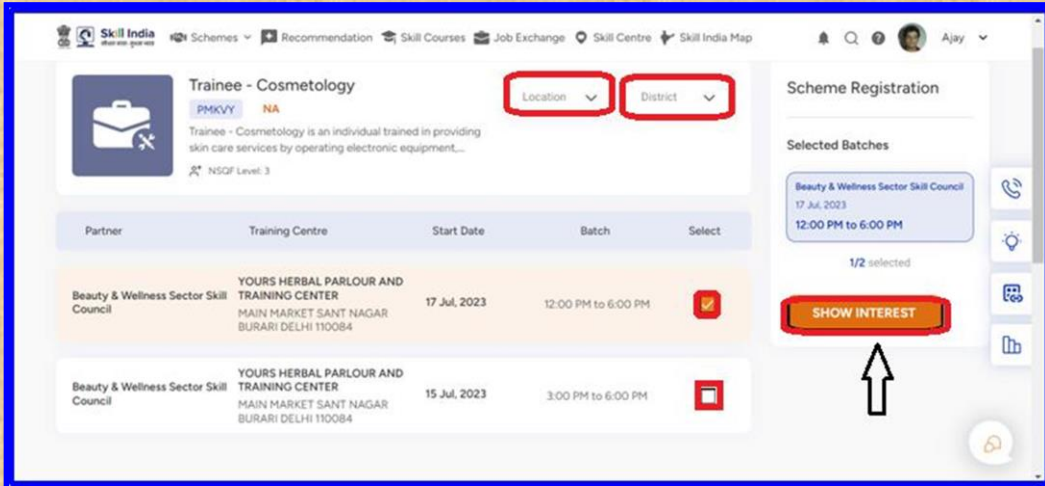 Skill India
कौशल भारत - कुशल भारत
Schemes
Recommendation
Skill Courses
Job Exchange
Skill Centre
Skill India Map
Ajay
Trainee - Cosmetology
PMKVY NA
Trainee - Cosmetology is an individual trained in providing
skin care services by operating electronic equipment,...
NSQF Level: 3
Location
District
Scheme Registration
Selected Batches
Beauty & Wellness Sector Skill Council
17 Jul, 2023
12:00 PM to 6:00 PM
1/2 selected
SHOW INTEREST
Partner Training Centre Start Date Batch Select
Beauty & Wellness Sector Skill
Council
YOURS HERBAL PARLOUR AND
TRAINING CENTER
MAIN MARKET SANT NAGAR
BURARI DELHI 110084
17 Jul, 2023
12:00 PM to 6:00 PM
Beauty & Wellness Sector Skill
Council
YOURS HERBAL PARLOUR AND
TRAINING CENTER
MAIN MARKET SANT NAGAR
BURARI DELHI 110084
15 Jul, 2023
3:00 PM to 6:00 PM